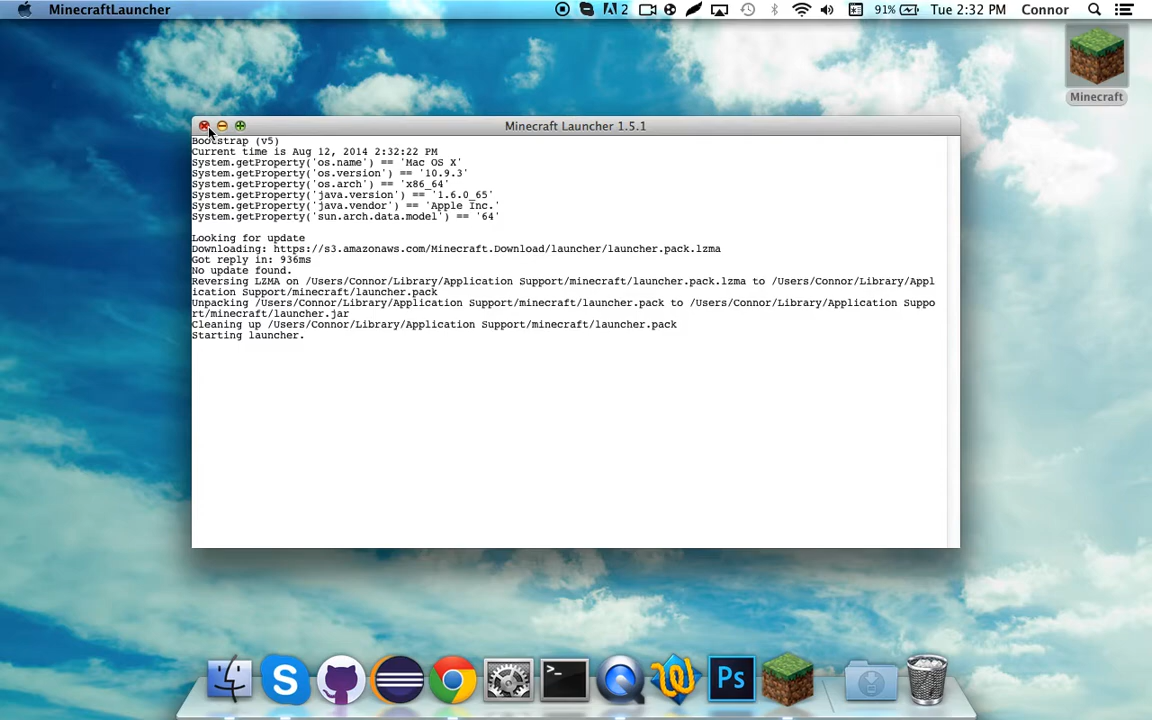 MinecraftLauncher
2
91%
Tue 2:32 PM
Connor
Minecraft
Minecraft Launcher 1.5.1
Bootstrap (v5)
Current time is Aug 12, 2014 2:32:22 PM
System.getProperty('os.name') == 'Mac OS X'
System.getProperty('os.version') == '10.9.3'
System.getProperty('os.arch') == 'x86_64'
System.getProperty('java.version') == '1.6.0_65'
System.getProperty('java.vendor') == 'Apple Inc.'
System.getProperty('sun.arch.data.model') == '64'
Looking for update
Downloading: https://s3.amazonaws.com/Minecraft.Download/launcher/launcher.pack.lzma
Got reply in: 936ms
No update found.
Reversing LZMA on /Users/Connor/Library/Application Support/minecraft/launcher.pack.lzma to /Users/Connor/Library/Appl
ication Support/minecraft/launcher.pack
Unpacking /Users/Connor/Library/Application Support/minecraft/launcher.pack to /Users/Connor/Library/Application Suppo
rt/minecraft/launcher.jar
Cleaning up /Users/Connor/Library/Application Support/minecraft/launcher.pack
Starting launcher.
S
>_
Ps